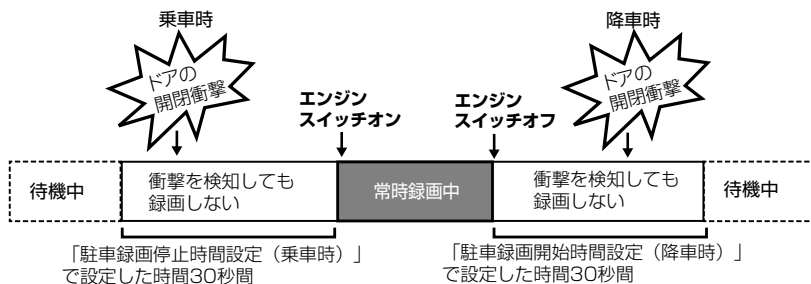 乗車時
降車時
ドアの
開閉衝撃
ドアの
開閉衝撃
エンジン
スイッチオン
エンジン
スイッチオフ
待機中
衝撃を検知しても
録画しない
常時録画中
衝撃を検知しても
録画しない
待機中
「駐車録画停止時間設定（乗車時）」
で設定した時間30秒間
「駐車録画開始時間設定（降車時）」
で設定した時間30秒間